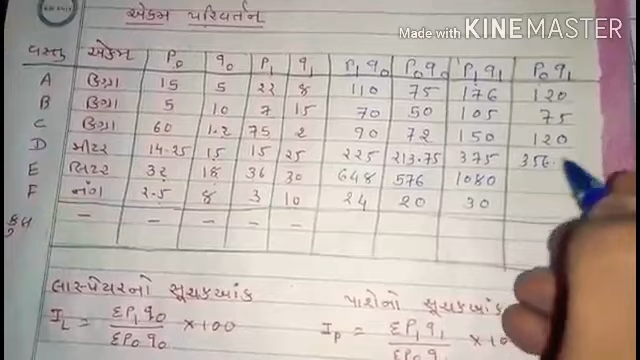 Made with KINEMASTER
એકમ પરિવર્તન
વસ્તુ એકમ P₀ q₀ P₁ q₁ P₁q₀ P₀q₀ P₁q₁ P₀q₁
A કિગ્રા 15 5 22 8 110 75 176 120
B કિગ્રા 5 10 7 15 70 50 105 75
C કિગ્રા 60 1.2 75 2 90 72 150 120
D મીટર 14.25 15 15 25 225 213.75 375 356.
E લિટર 32 18 36 30 648 576 1080
F નંગ 2.5 8 3 10 24 20 30
કુલ – – – – –
લાસ્પેયરનો સૂચકઆંક પાશેનો સૂચકઆંક
I_L = ΣP₁q₀ / ΣP₀q₀ ×100 I_P = ΣP₁q₁ / ΣP₀q₁ ×10